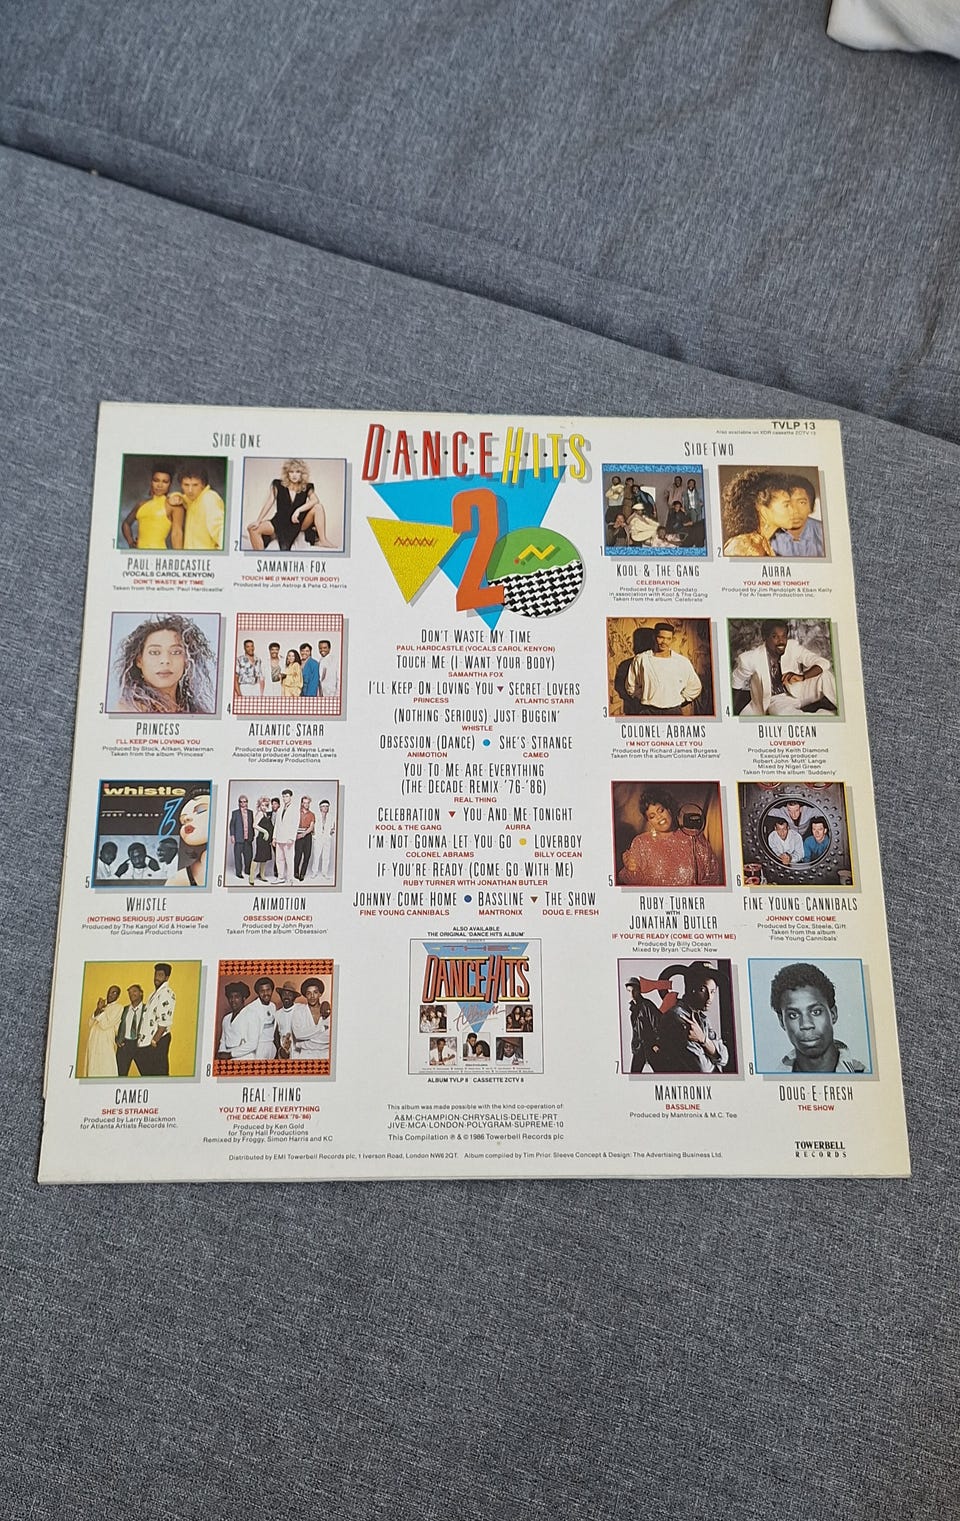 TVLP 13
Also available on XDR cassette ZCTV 13
DANCE HITS
2
SIDE ONE
1
PAUL HARDCASTLE
(VOCALS CAROL KENYON)
DON'T WASTE MY TIME
Taken from the album 'Paul Hardcastle'
2
SAMANTHA FOX
TOUCH ME (I WANT YOUR BODY)
Produced by Jon Astrop & Pete Q. Harris
3
PRINCESS
I'LL KEEP ON LOVING YOU
Produced by Stock, Aitken, Waterman
Taken from the album 'Princess'
4
ATLANTIC STARR
SECRET LOVERS
Produced by David & Wayne Lewis
Associate producer Jonathan Lewis
for Jodaway Productions
whistle
JUST BUGGIN'
5
WHISTLE
(NOTHING SERIOUS) JUST BUGGIN'
Produced by The Kangol Kid & Howie Tee
for Guinea Productions
6
ANIMOTION
OBSESSION (DANCE)
Produced by John Ryan
Taken from the album 'Obsession'
7
CAMEO
SHE'S STRANGE
Produced by Larry Blackmon
for Atlanta Artists Records Inc.
8
REAL THING
YOU TO ME ARE EVERYTHING
(THE DECADE REMIX '76-'86)
Produced by Ken Gold
for Tony Hall Productions
Remixed by Froggy, Simon Harris and KC
DON'T WASTE MY TIME
PAUL HARDCASTLE (VOCALS CAROL KENYON)
TOUCH ME (I WANT YOUR BODY)
SAMANTHA FOX
I'LL KEEP ON LOVING YOU ▼ SECRET LOVERS
PRINCESS ATLANTIC STARR
(NOTHING SERIOUS) JUST BUGGIN'
WHISTLE
OBSESSION (DANCE) ● SHE'S STRANGE
ANIMOTION CAMEO
YOU TO ME ARE EVERYTHING
(THE DECADE REMIX '76-'86)
REAL THING
CELEBRATION ▼ YOU AND ME TONIGHT
KOOL & THE GANG AURRA
I'M NOT GONNA LET YOU GO ● LOVERBOY
COLONEL ABRAMS BILLY OCEAN
IF YOU'RE READY (COME GO WITH ME)
RUBY TURNER WITH JONATHAN BUTLER
JOHNNY COME HOME ● BASSLINE ▼ THE SHOW
FINE YOUNG CANNIBALS MANTRONIX DOUG E. FRESH
ALSO AVAILABLE
THE ORIGINAL 'DANCE HITS ALBUM'
THE
DANCE HITS
Album
ALBUM TVLP 8 CASSETTE ZCTV 8
This album was made possible with the kind co-operation of:
A&M·CHAMPION·CHRYSALIS·DELITE·PRT
JIVE·MCA·LONDON·POLYGRAM·SUPREME·10
This Compilation ℗ & © 1986 Towerbell Records plc
SIDE TWO
1
KOOL & THE GANG
CELEBRATION
Produced by Eumir Deodato
in association with Kool & The Gang
Taken from the album 'Celebrate'
2
AURRA
YOU AND ME TONIGHT
Produced by Jim Randolph & Eban Kelly
For A-Team Production Inc.
3
COLONEL ABRAMS
I'M NOT GONNA LET YOU
Produced by Richard James Burgess
Taken from the album 'Colonel Abrams'
4
BILLY OCEAN
LOVERBOY
Produced by Keith Diamond
Executive producer
Robert John 'Mutt' Lange
Mixed by Nigel Green
Taken from the album 'Suddenly'
5
RUBY TURNER
WITH
JONATHAN BUTLER
IF YOU'RE READY (COME GO WITH ME)
Produced by Billy Ocean
Mixed by Bryan 'Chuck' New
6
FINE YOUNG CANNIBALS
JOHNNY COME HOME
Produced by Cox, Steele, Gift
Taken from the album
'Fine Young Cannibals'
7
MANTRONIX
BASSLINE
Produced by Mantronix & M.C. Tee
8
DOUG·E·FRESH
THE SHOW
TOWERBELL
RECORDS
Distributed by EMI Towerbell Records plc, 1 Iverson Road, London NW6 2QT. Album compiled by Tim Prior. Sleeve Concept & Design: The Advertising Business Ltd.